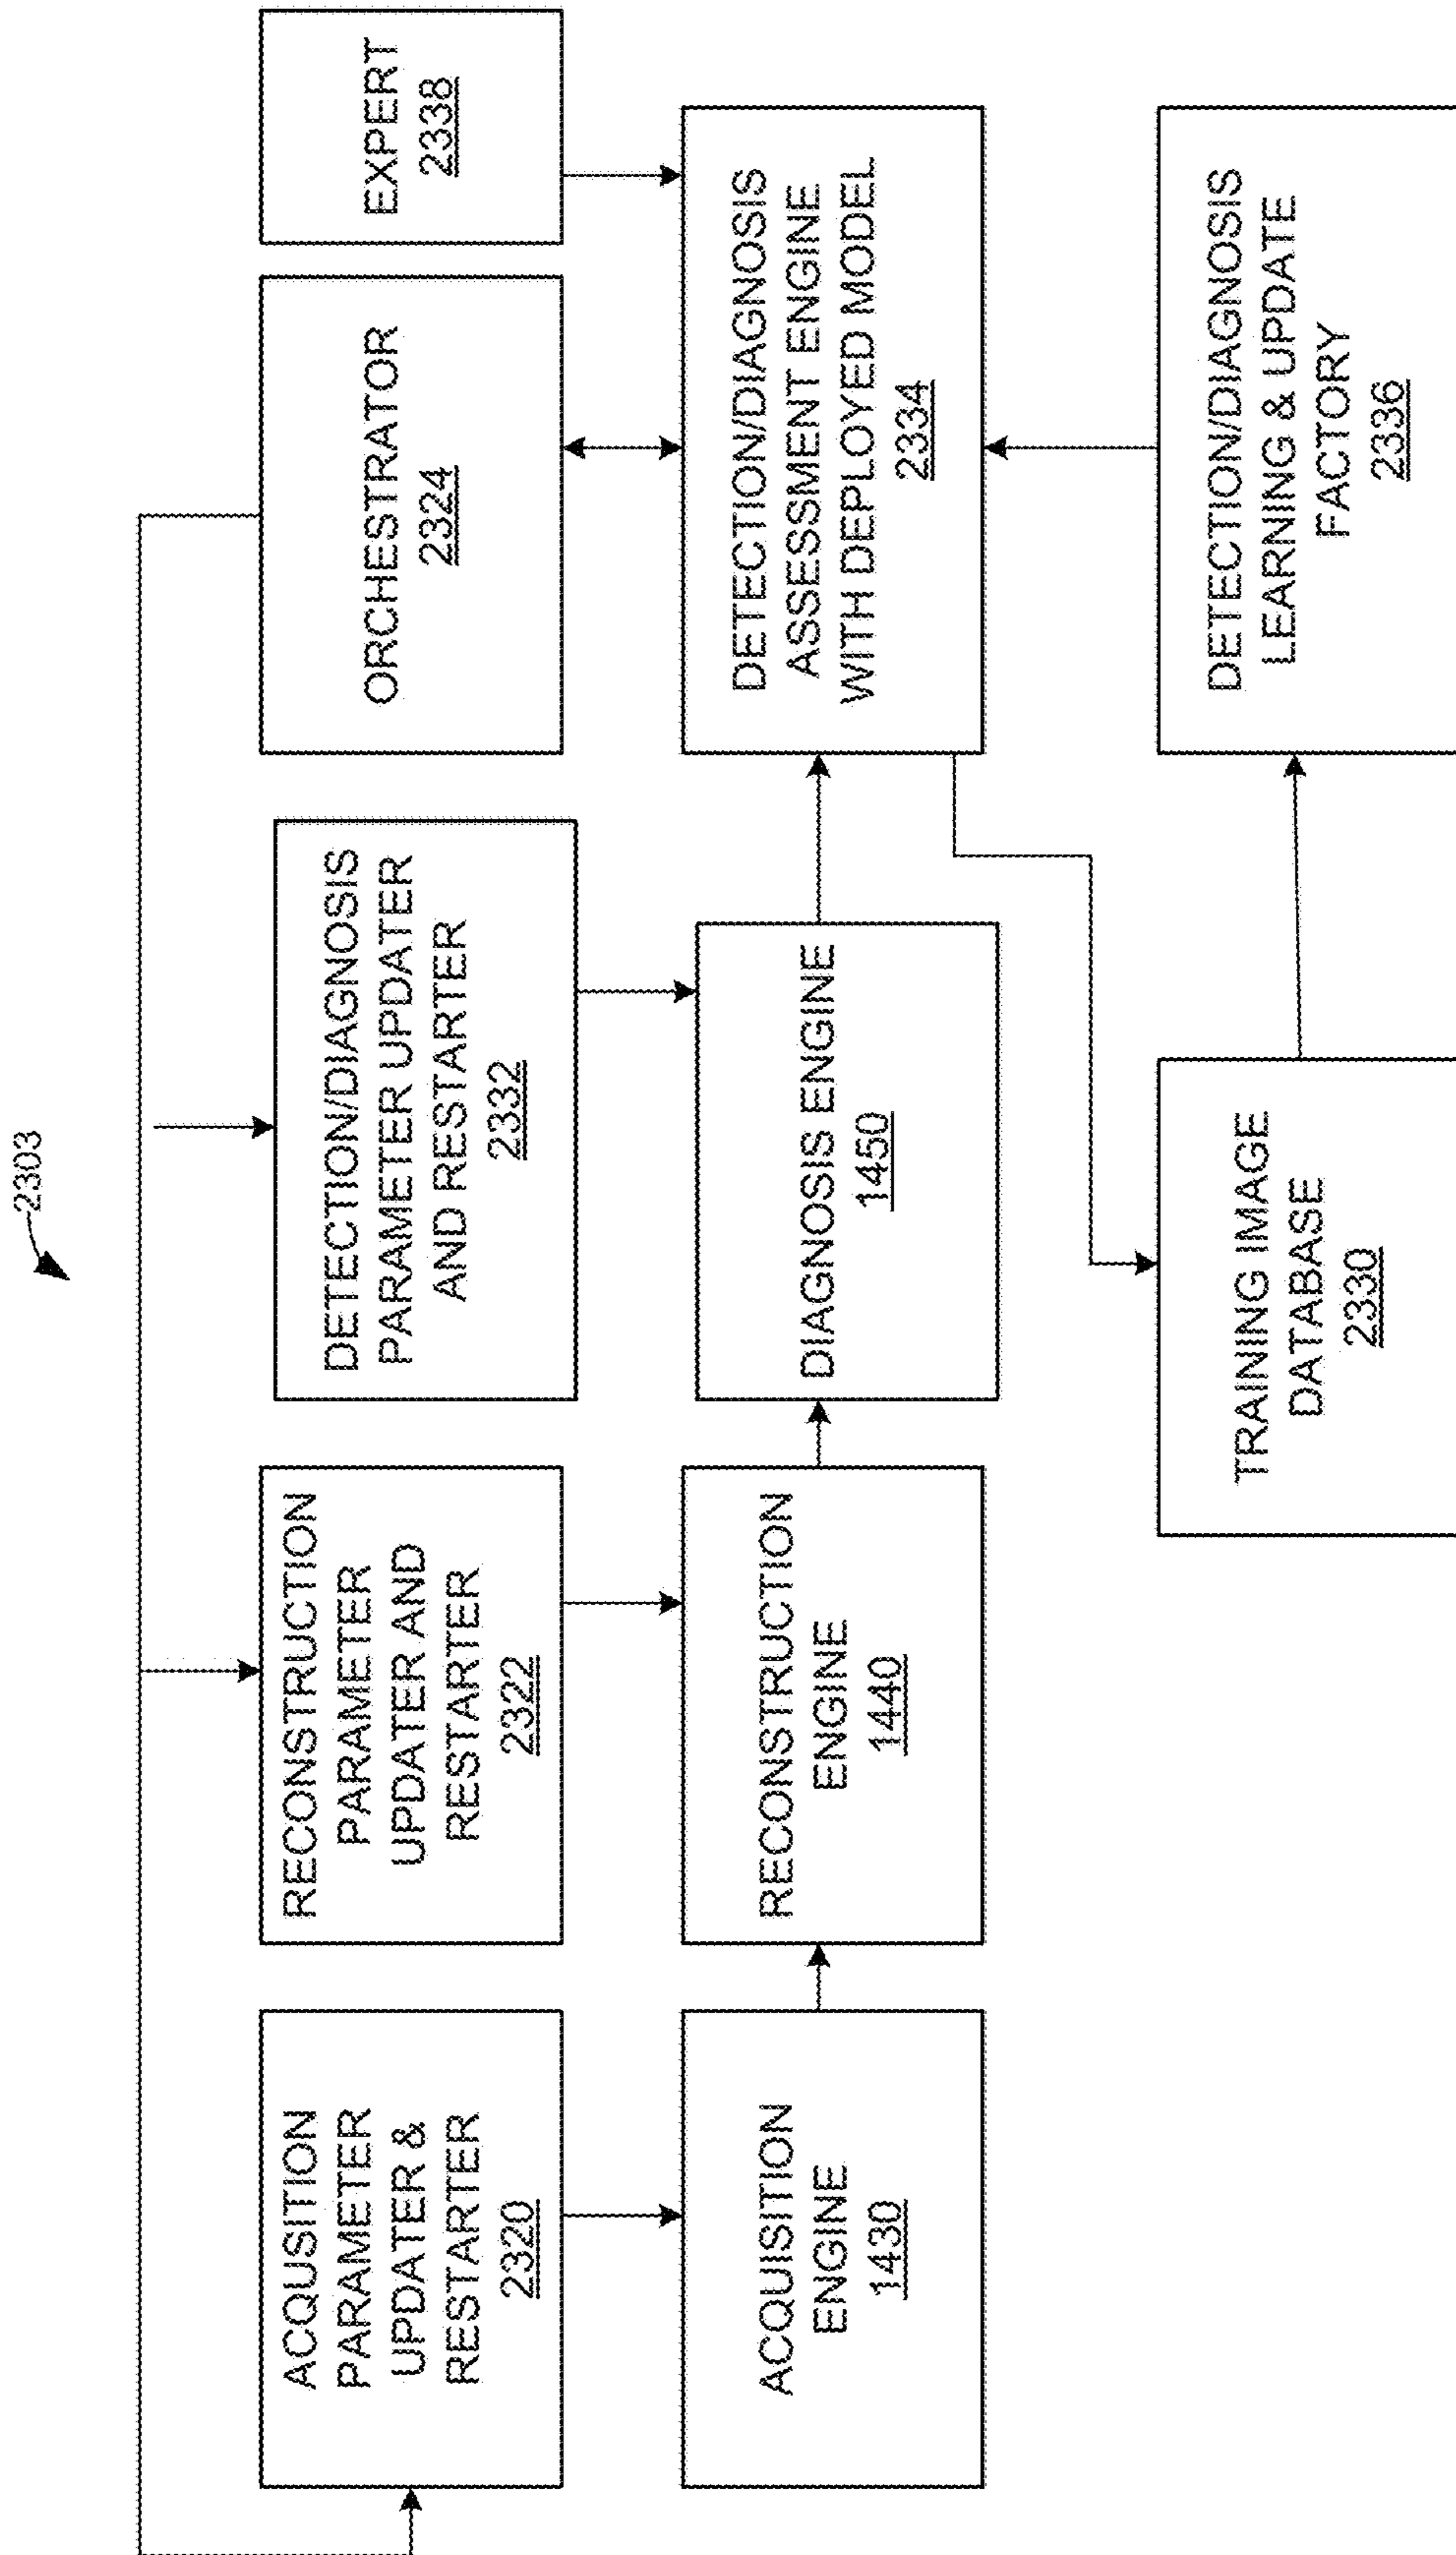 2303
ACQUSITION
PARAMETER
UPDATER &
RESTARTER
2320
RECONSTRUCTION
PARAMETER
UPDATER AND
RESTARTER
2322
DETECTION/DIAGNOSIS
PARAMETER UPDATER
AND RESTARTER
2332
ORCHESTRATOR
2324
EXPERT
2338
ACQUISITION
ENGINE
1430
RECONSTRUCTION
ENGINE
1440
DIAGNOSIS ENGINE
1450
DETECTION/DIAGNOSIS
ASSESSMENT ENGINE
WITH DEPLOYED MODEL
2334
TRAINING IMAGE
DATABASE
2330
DETECTION/DIAGNOSIS
LEARNING & UPDATE
FACTORY
2336